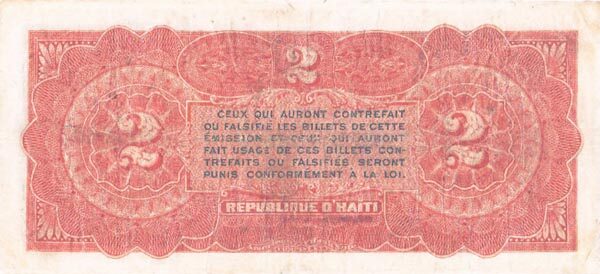 2
CEUX QUI AURONT CONTREFAIT
OU FALSIFIÉ LES BILLETS DE CETTE
ÉMISSION ET CEUX QUI AURONT
FAIT USAGE DE CES BILLETS CON-
TREFAITS OU FALSIFIÉS SERONT
PUNIS CONFORMÉMENT À LA LOI.
2
2
REPUBLIQUE D'HAITI